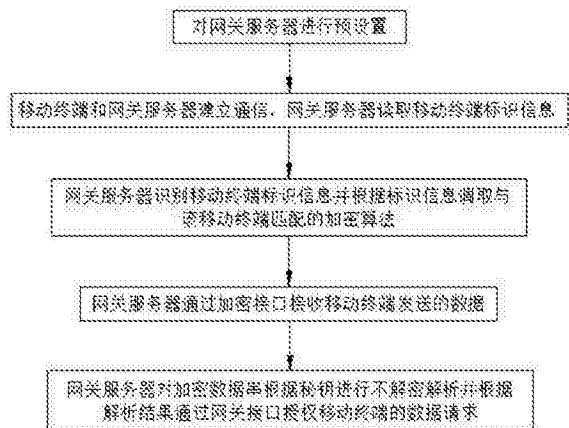 对网关服务器进行预设置
移动终端和网关服务器建立通信，网关服务器读取移动终端标识信息
网关服务器识别移动终端标识信息并根据标识信息调取与
该移动终端匹配的加密算法
网关服务器通过加密接口接收移动终端发送的数据
网关服务器对加密数据串根据秘钥进行不解密解析并根据
解析结果通过网关接口授权移动终端的数据请求